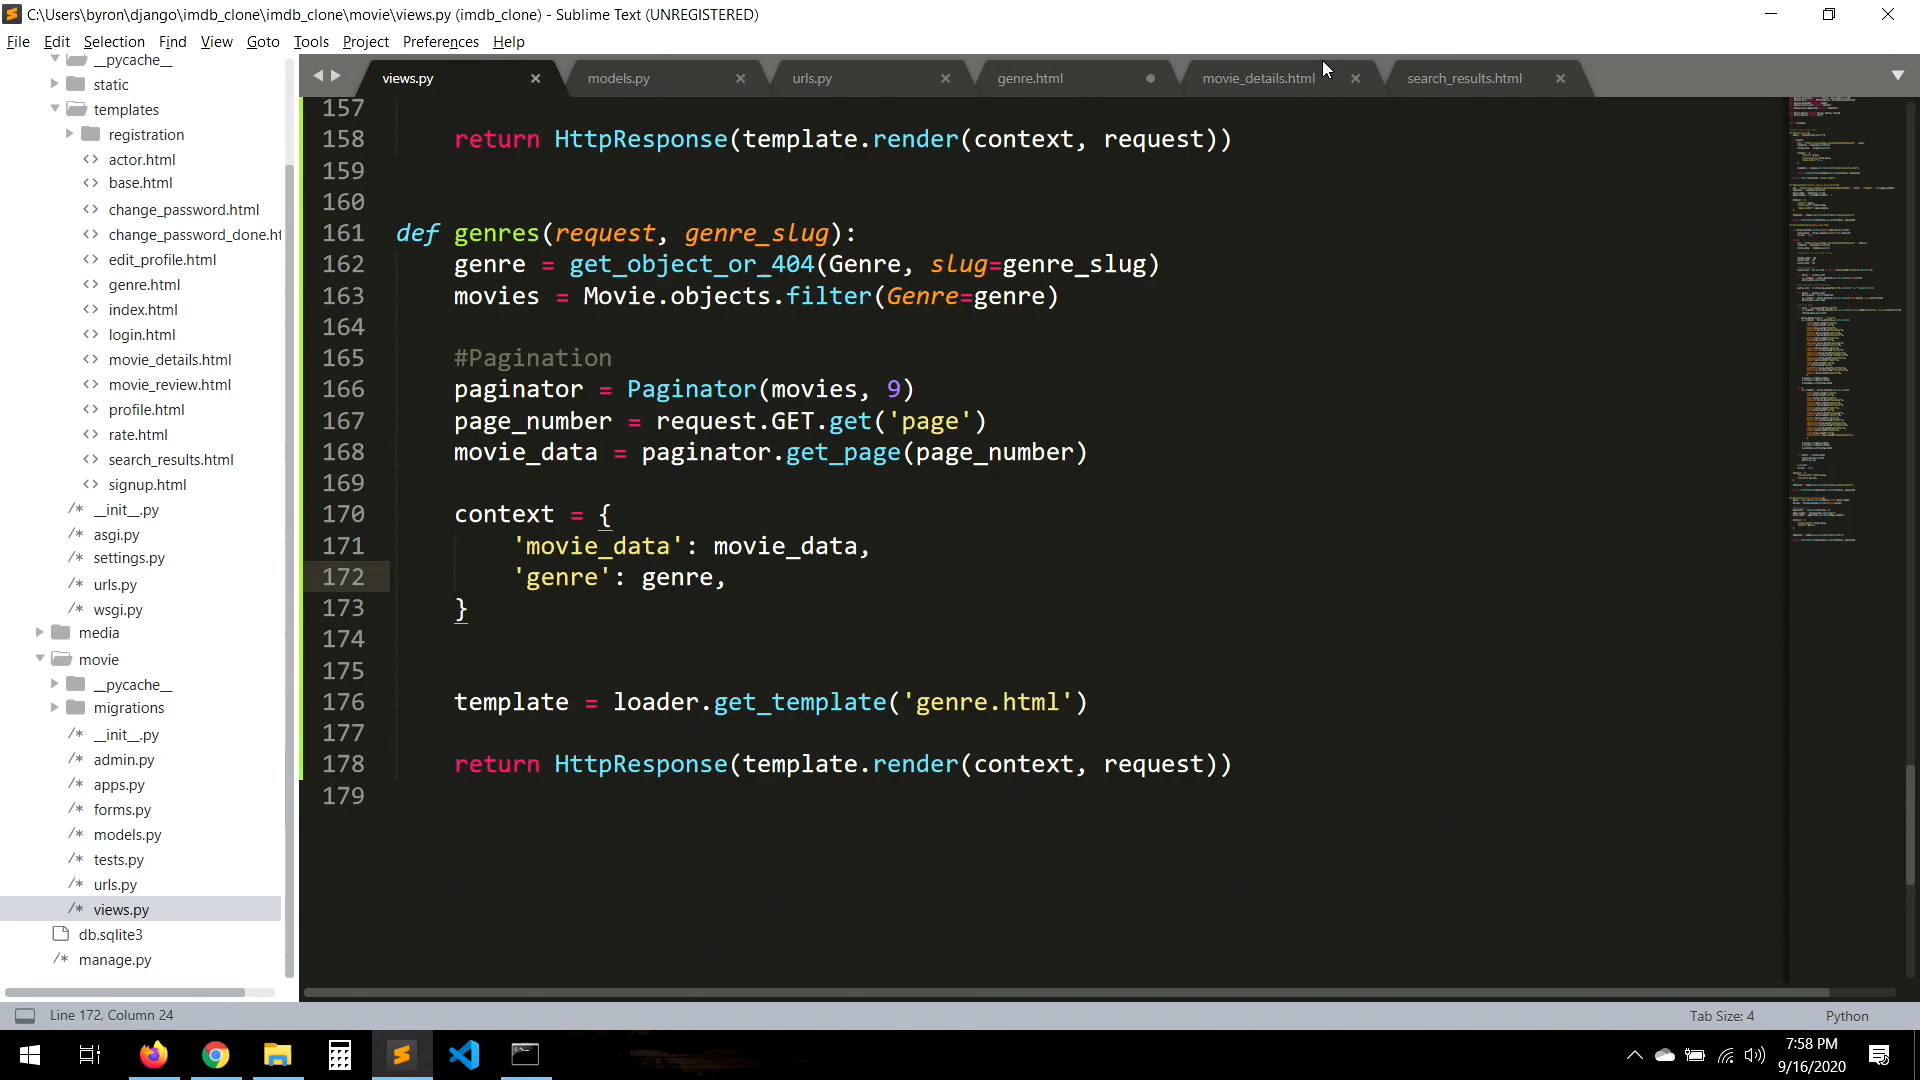 C:\Users\byron\django\imdb_clone\imdb_clone\movie\views.py (imdb_clone) - Sublime Text (UNREGISTERED)
File Edit Selection Find View Goto Tools Project Preferences Help
__pycache__
static
templates
registration
actor.html
base.html
change_password.html
change_password_done.ht
edit_profile.html
genre.html
index.html
login.html
movie_details.html
movie_review.html
profile.html
rate.html
search_results.html
signup.html
__init__.py
asgi.py
settings.py
urls.py
wsgi.py
media
movie
__pycache__
migrations
__init__.py
admin.py
apps.py
forms.py
models.py
tests.py
urls.py
views.py
db.sqlite3
manage.py
views.py models.py urls.py genre.html movie_details.html search_results.html
157
158 return HttpResponse(template.render(context, request))
159
160
161 def genres(request, genre_slug):
162 genre = get_object_or_404(Genre, slug=genre_slug)
163 movies = Movie.objects.filter(Genre=genre)
164
165 #Pagination
166 paginator = Paginator(movies, 9)
167 page_number = request.GET.get('page')
168 movie_data = paginator.get_page(page_number)
169
170 context = {
171 'movie_data': movie_data,
172 'genre': genre,
173 }
174
175
176 template = loader.get_template('genre.html')
177
178 return HttpResponse(template.render(context, request))
179
Line 172, Column 24 Tab Size: 4 Python
7:58 PM
9/16/2020